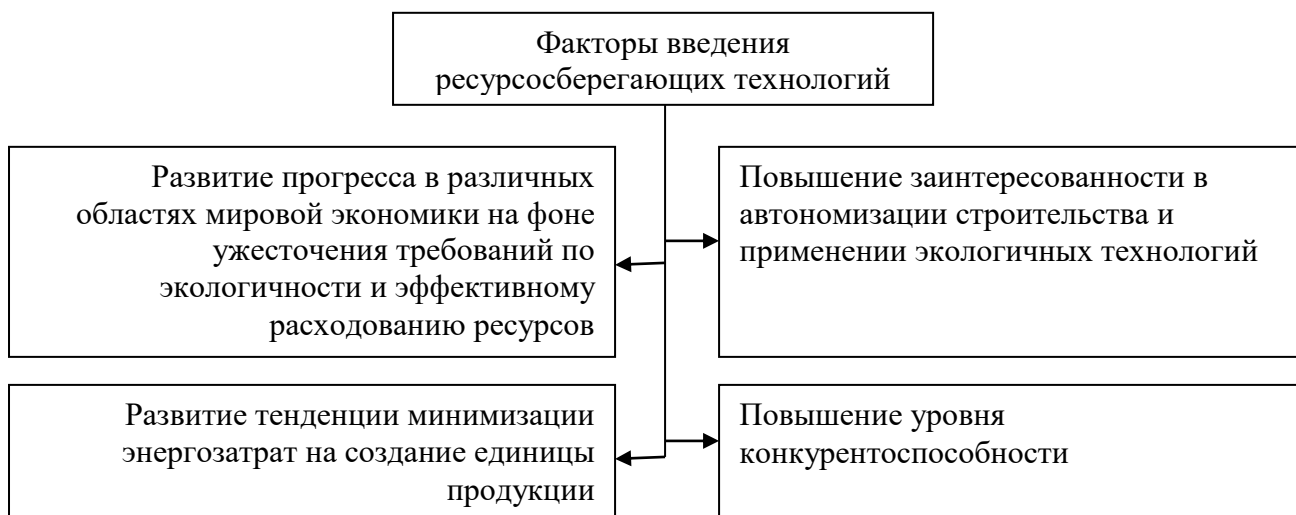 Факторы введения
ресурсосберегающих технологий
Развитие прогресса в различных
областях мировой экономики на фоне
ужесточения требований по
экологичности и эффективному
расходованию ресурсов
Повышение заинтересованности в
автономизации строительства и
применении экологичных технологий
Развитие тенденции минимизации
энергозатрат на создание единицы
продукции
Повышение уровня
конкурентоспособности